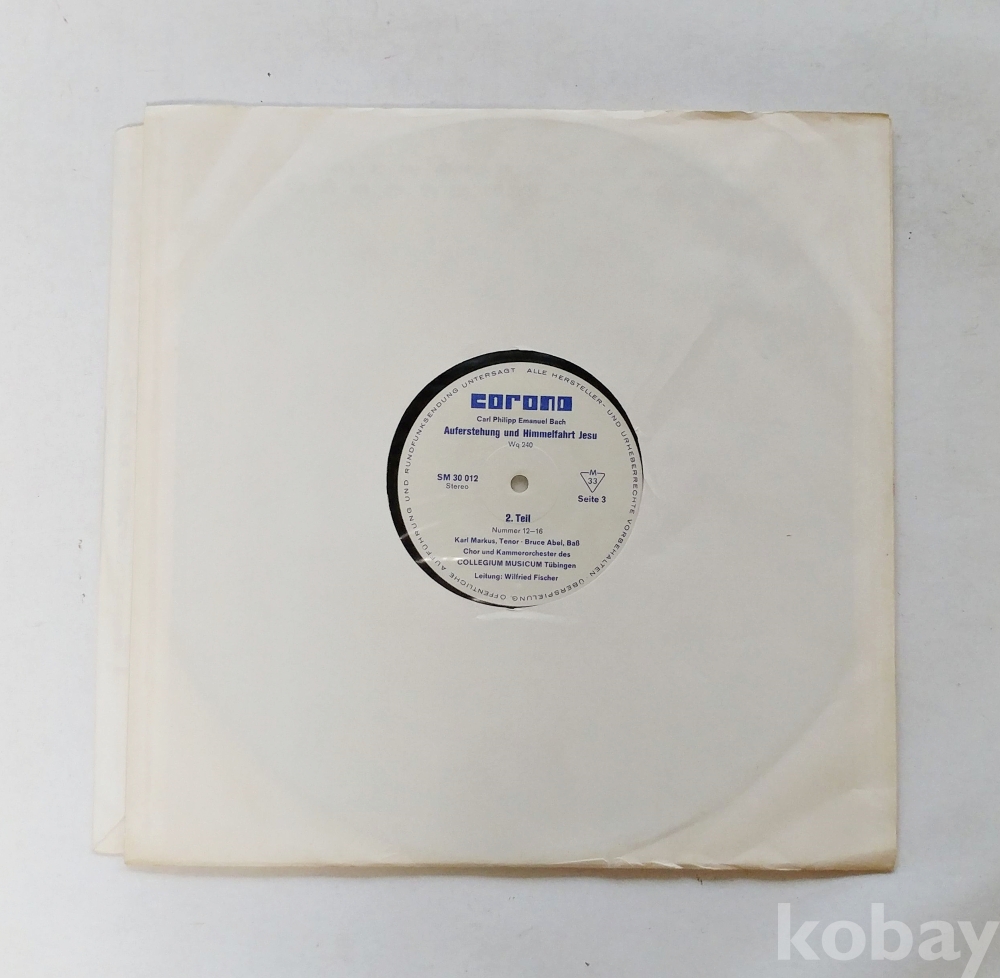 ALLE HERSTELLER- UND URHEBERRECHTE VORBEHALTEN ÜBERSPIELUNG, ÖFFENTLICHE AUFFÜHRUNG UND RUNDFUNKSENDUNG UNTERSAGT
corona
Carl Philipp Emanuel Bach
Auferstehung und Himmelfahrt Jesu
Wq 240
SM 30 012
Stereo
M
33
Seite 3
2. Teil
Nummer 12–16
Karl Markus, Tenor · Bruce Abel, Baß
Chor und Kammerorchester des
COLLEGIUM MUSICUM Tübingen
Leitung: Wilfried Fischer
kobay